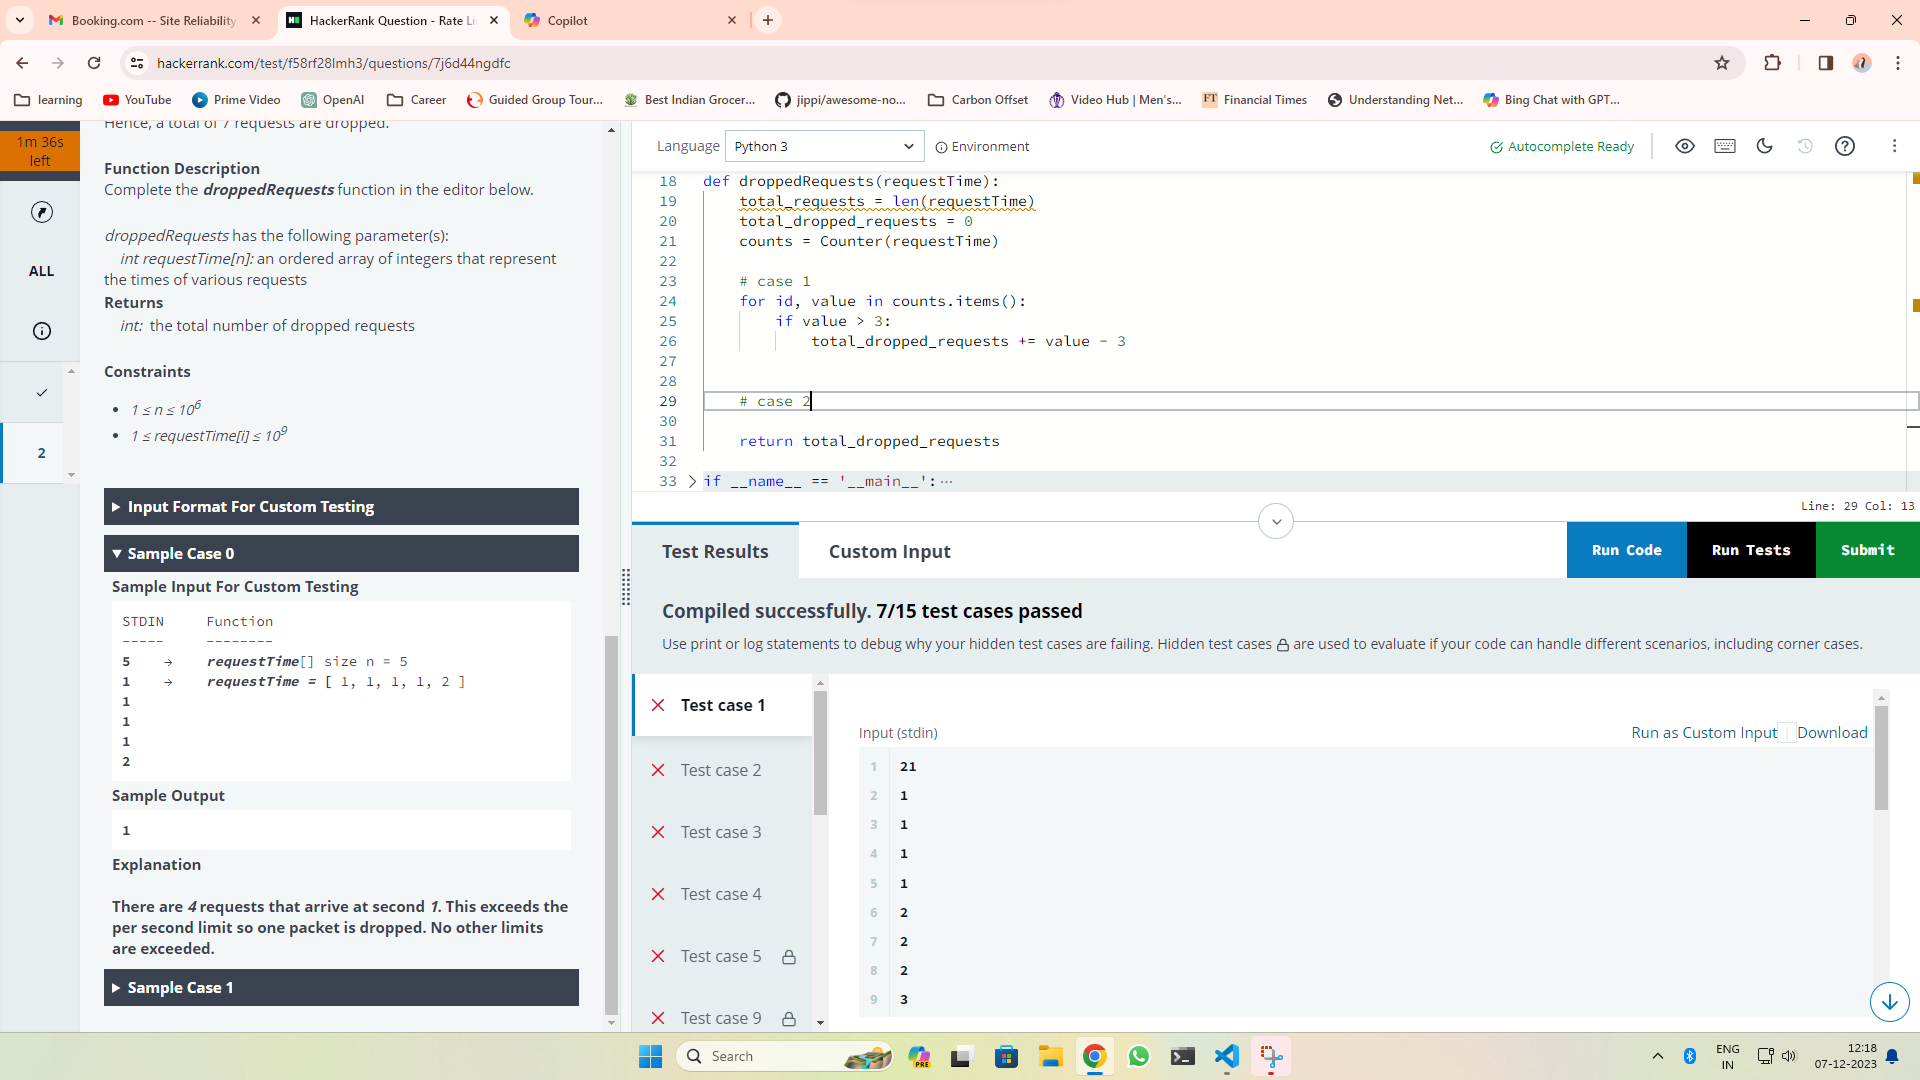 Booking.com -- Site Reliability
HackerRank Question - Rate Li
Copilot
hackerrank.com/test/f58rf28lmh3/questions/7j6d44ngdfc
learning
YouTube
Prime Video
OpenAI
Career
Guided Group Tour...
Best Indian Grocer...
jippi/awesome-no...
Carbon Offset
Video Hub | Men's...
FT Financial Times
Understanding Net...
Bing Chat with GPT...
1m 36s
left
ALL
2
Hence, a total of 7 requests are dropped.
Function Description
Complete the droppedRequests function in the editor below.
droppedRequests has the following parameter(s):
int requestTime[n]: an ordered array of integers that represent
the times of various requests
Returns
int: the total number of dropped requests
Constraints
• 1 ≤ n ≤ 10^6
• 1 ≤ requestTime[i] ≤ 10^9
Input Format For Custom Testing
Sample Case 0
Sample Input For Custom Testing
STDIN Function
----- --------
5 → requestTime[] size n = 5
1 → requestTime = [ 1, 1, 1, 1, 2 ]
1
1
1
2
Sample Output
1
Explanation
There are 4 requests that arrive at second 1. This exceeds the
per second limit so one packet is dropped. No other limits
are exceeded.
Sample Case 1
Language Python 3 Environment
Autocomplete Ready
18 def droppedRequests(requestTime):
19 total_requests = len(requestTime)
20 total_dropped_requests = 0
21 counts = Counter(requestTime)
22
23 # case 1
24 for id, value in counts.items():
25 if value > 3:
26 total_dropped_requests += value - 3
27
28
29 # case 2
30
31 return total_dropped_requests
32
33 if __name__ == '__main__': ...
Line: 29 Col: 13
Test Results
Custom Input
Run Code
Run Tests
Submit
Compiled successfully. 7/15 test cases passed
Use print or log statements to debug why your hidden test cases are failing. Hidden test cases are used to evaluate if your code can handle different scenarios, including corner cases.
Test case 1
Test case 2
Test case 3
Test case 4
Test case 5
Test case 9
Input (stdin)
Run as Custom Input | Download
1 21
2 1
3 1
4 1
5 1
6 2
7 2
8 2
9 3
Search
PRE
ENG
IN
12:18
07-12-2023